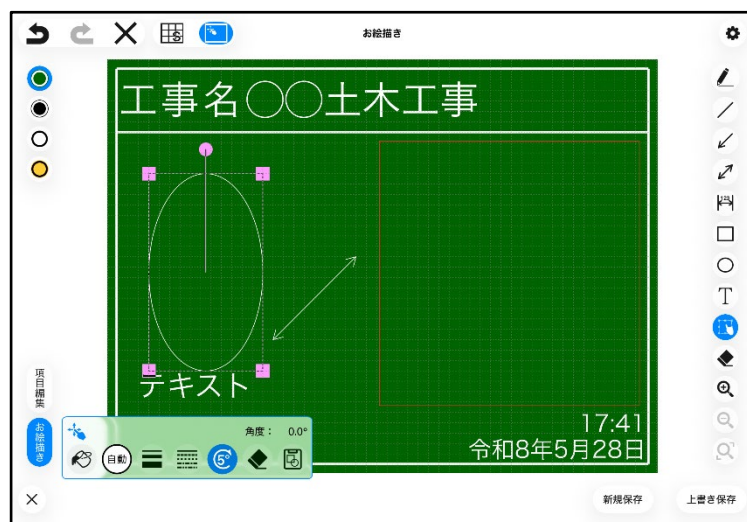 お絵描き
S
工事名○○土木工事
123
T
テキスト
17:41
令和8年5月28日
項目編集
お絵描き
角度： 0.0°
自動
5°
新規保存
上書き保存